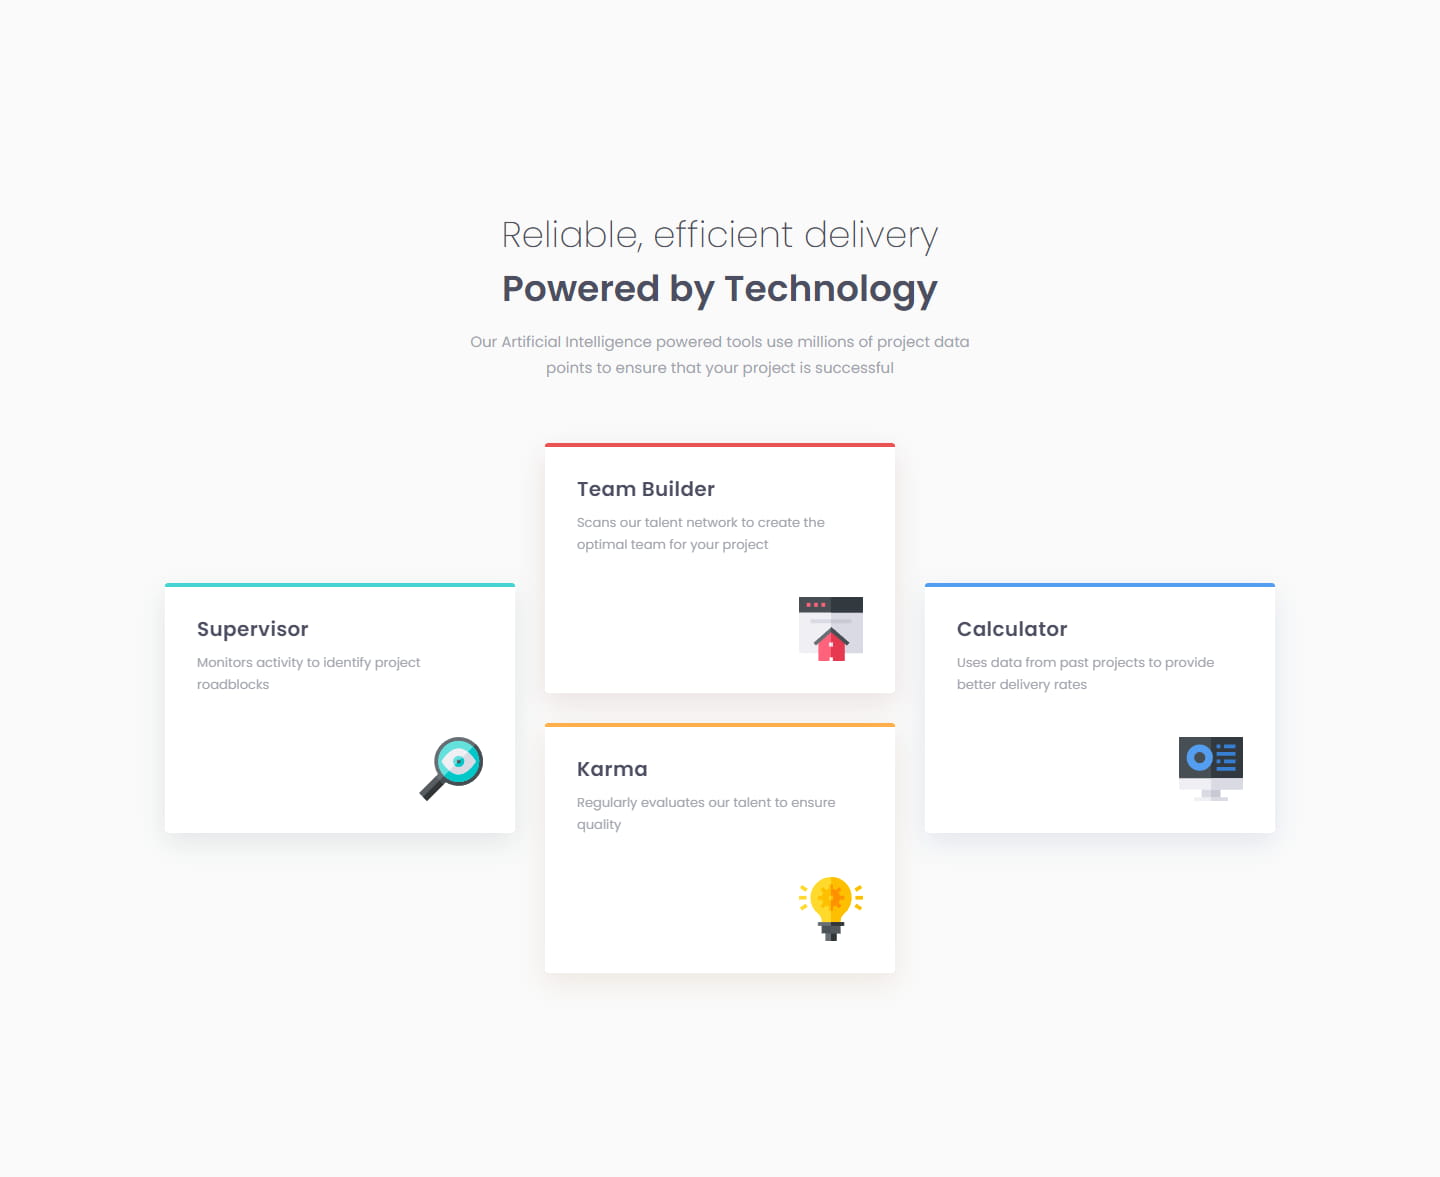 Reliable, efficient delivery
Powered by Technology
Our Artificial Intelligence powered tools use millions of project data
points to ensure that your project is successful
Team Builder
Scans our talent network to create the
optimal team for your project
Supervisor
Monitors activity to identify project
roadblocks
Calculator
Uses data from past projects to provide
better delivery rates
Karma
Regularly evaluates our talent to ensure
quality